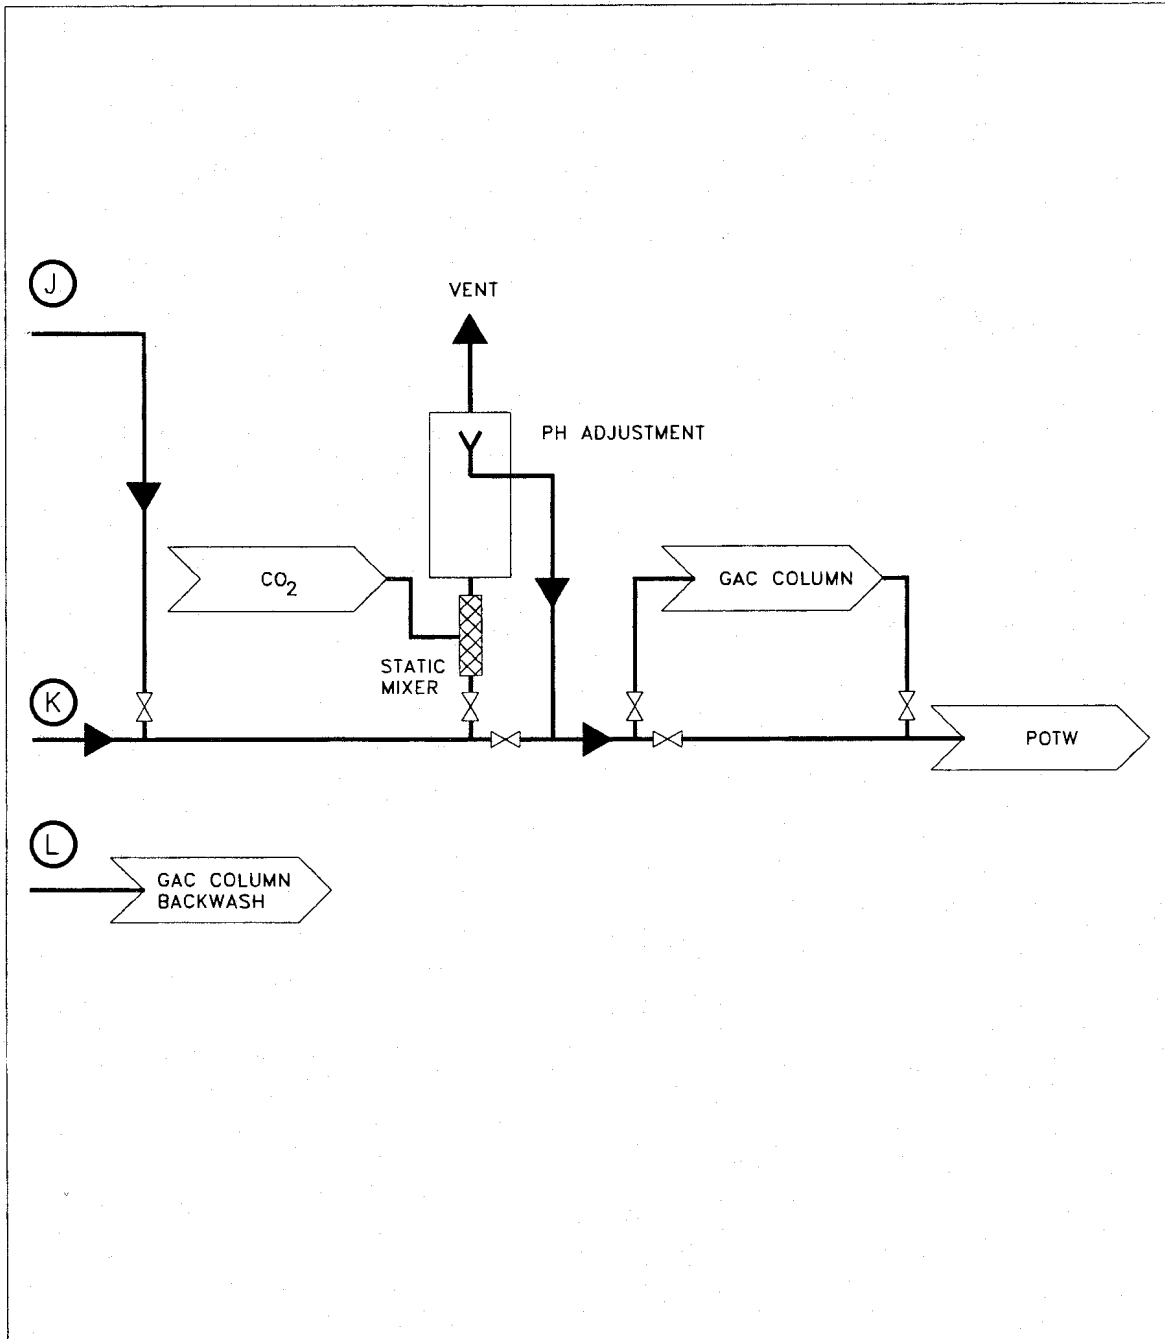 J
VENT
PH ADJUSTMENT
CO2
GAC COLUMN
STATIC
MIXER
K
POTW
L
GAC COLUMN
BACKWASH